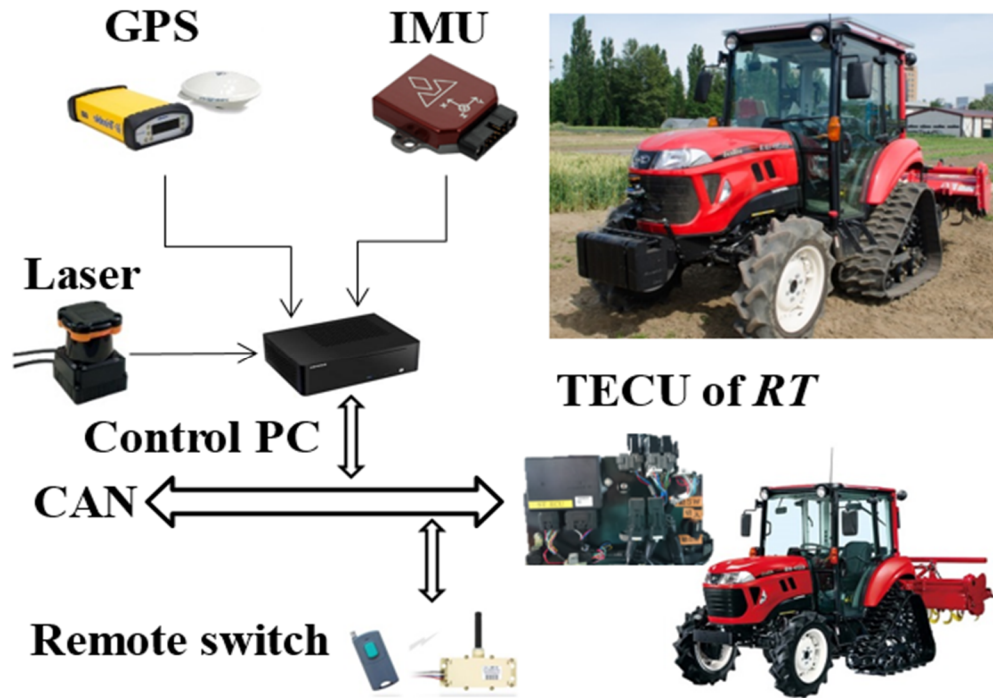 GPS
IMU
Laser
Control PC
TECU of RT
CAN
Remote switch